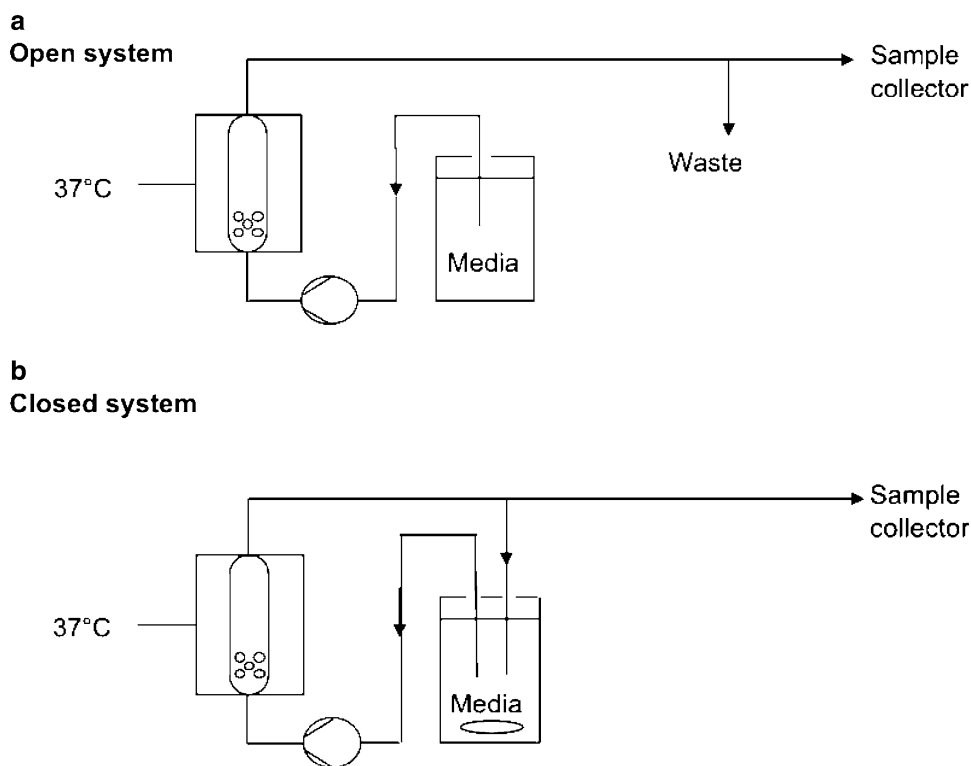 a
Open system
Sample
collector
Waste
37°C
Media
b
Closed system
Sample
collector
37°C
Media